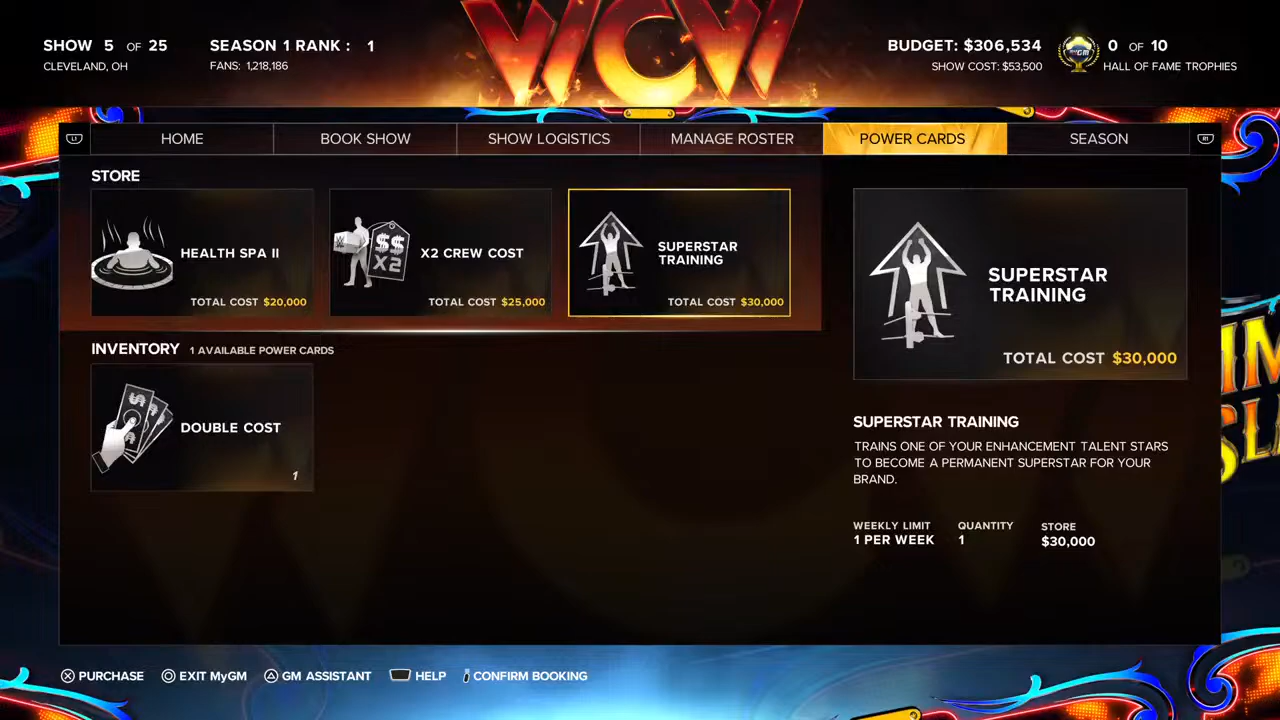 WCW
SHOW 5 OF 25
CLEVELAND, OH
SEASON 1 RANK : 1
FANS: 1,218,186
BUDGET: $306,534
SHOW COST: $53,500
0 OF 10
HALL OF FAME TROPHIES
L1 HOME BOOK SHOW SHOW LOGISTICS MANAGE ROSTER POWER CARDS SEASON R1
STORE
HEALTH SPA II
TOTAL COST $20,000
$$
X2
X2 CREW COST
TOTAL COST $25,000
SUPERSTAR
TRAINING
TOTAL COST $30,000
SUPERSTAR
TRAINING
TOTAL COST $30,000
INVENTORY 1 AVAILABLE POWER CARDS
DOUBLE COST
1
SUPERSTAR TRAINING
TRAINS ONE OF YOUR ENHANCEMENT TALENT STARS
TO BECOME A PERMANENT SUPERSTAR FOR YOUR
BRAND.
WEEKLY LIMIT
1 PER WEEK
QUANTITY
1
STORE
$30,000
PURCHASE EXIT MyGM GM ASSISTANT HELP CONFIRM BOOKING